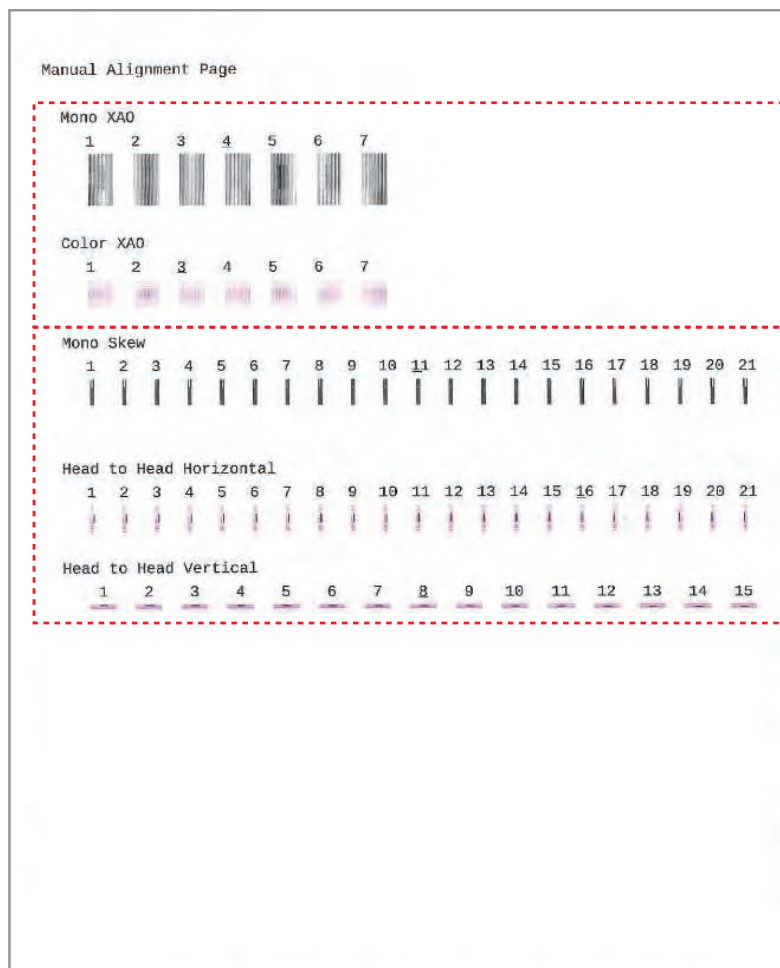 Manual Alignment Page
Mono XAO
1 2 3 4 5 6 7
Color XAO
1 2 3 4 5 6 7
Mono Skew
1 2 3 4 5 6 7 8 9 10 11 12 13 14 15 16 17 18 19 20 21
Head to Head Horizontal
1 2 3 4 5 6 7 8 9 10 11 12 13 14 15 16 17 18 19 20 21
Head to Head Vertical
1 2 3 4 5 6 7 8 9 10 11 12 13 14 15